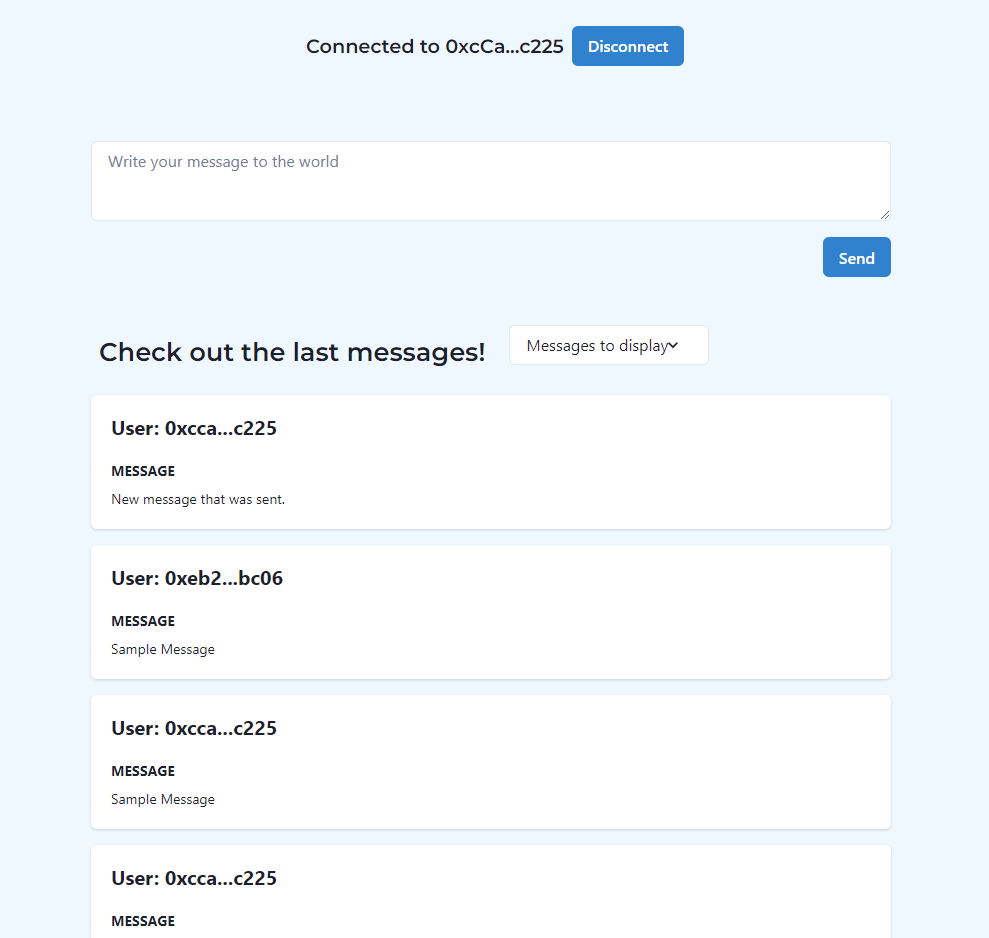 Connected to 0xcCa...c225 Disconnect
Write your message to the world
Send
Check out the last messages! Messages to display
User: 0xcca...c225
MESSAGE
New message that was sent.
User: 0xeb2...bc06
MESSAGE
Sample Message
User: 0xcca...c225
MESSAGE
Sample Message
User: 0xcca...c225
MESSAGE